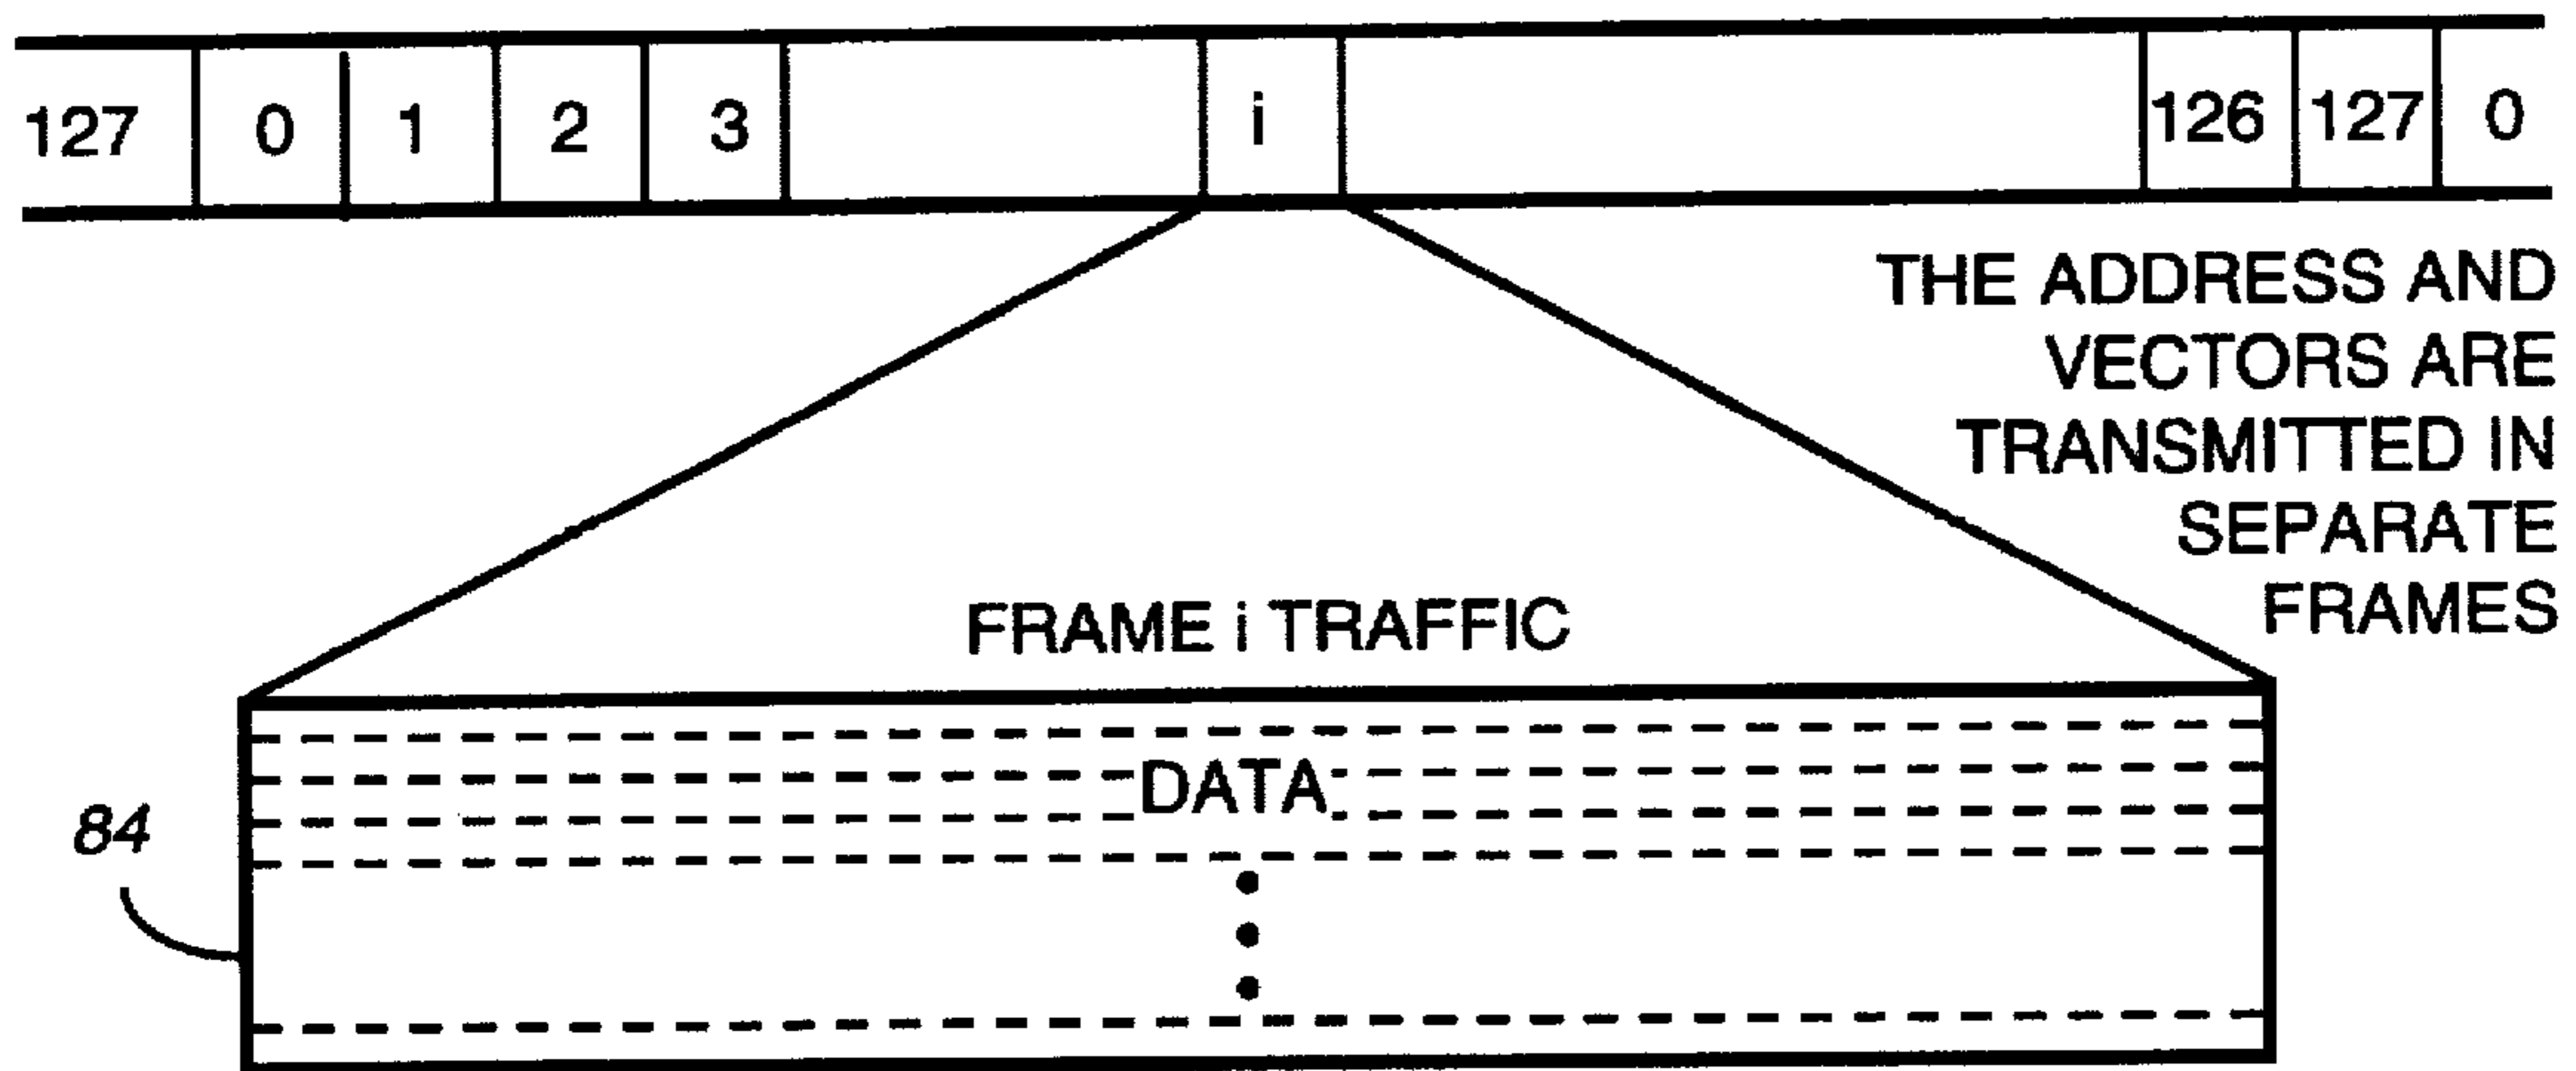 127 0 1 2 3 i 126 127 0
THE ADDRESS AND
VECTORS ARE
TRANSMITTED IN
SEPARATE
FRAMES
FRAME i TRAFFIC
DATA
84